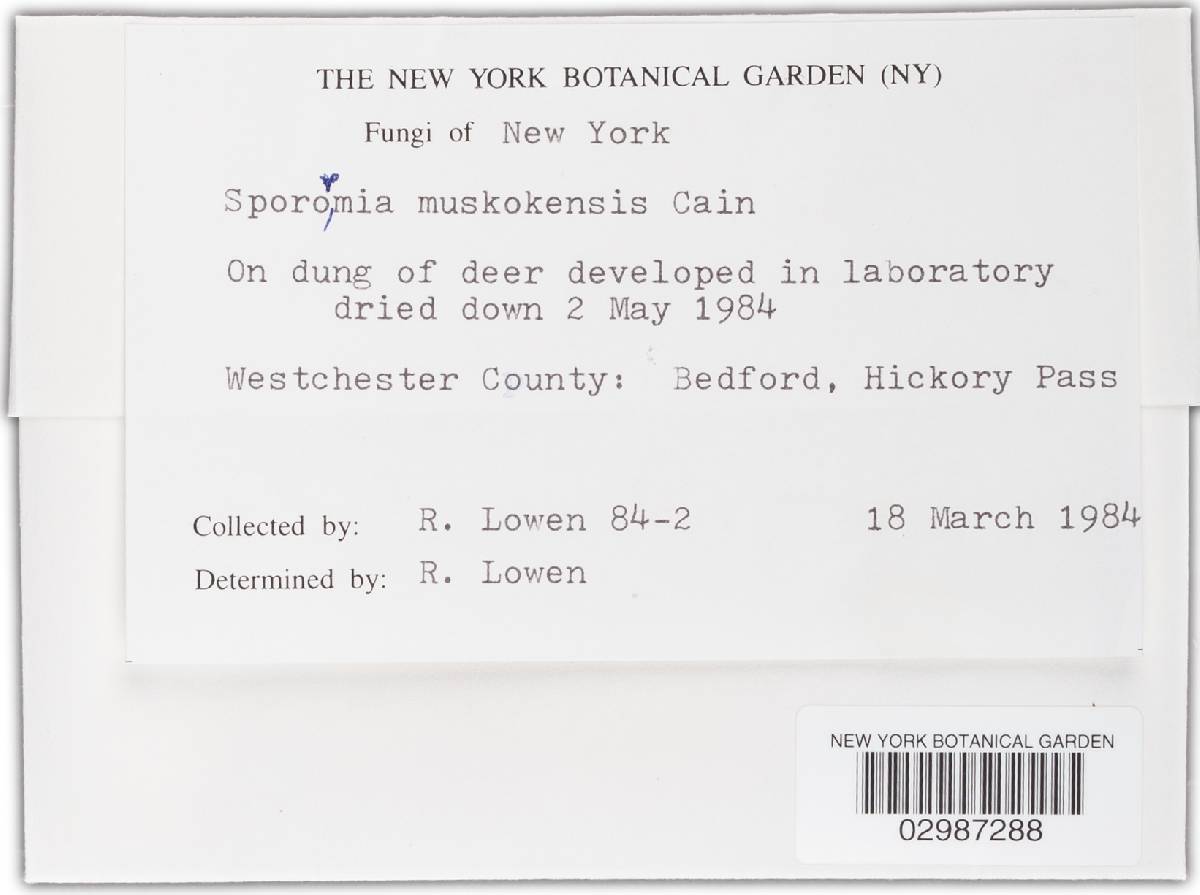 THE NEW YORK BOTANICAL GARDEN (NY)
Fungi of New York
Sporormia muskokensis Cain
On dung of deer developed in laboratory
dried down 2 May 1984
Westchester County: Bedford, Hickory Pass
Collected by: R. Lowen 84-2 18 March 1984
Determined by: R. Lowen
NEW YORK BOTANICAL GARDEN
02987288